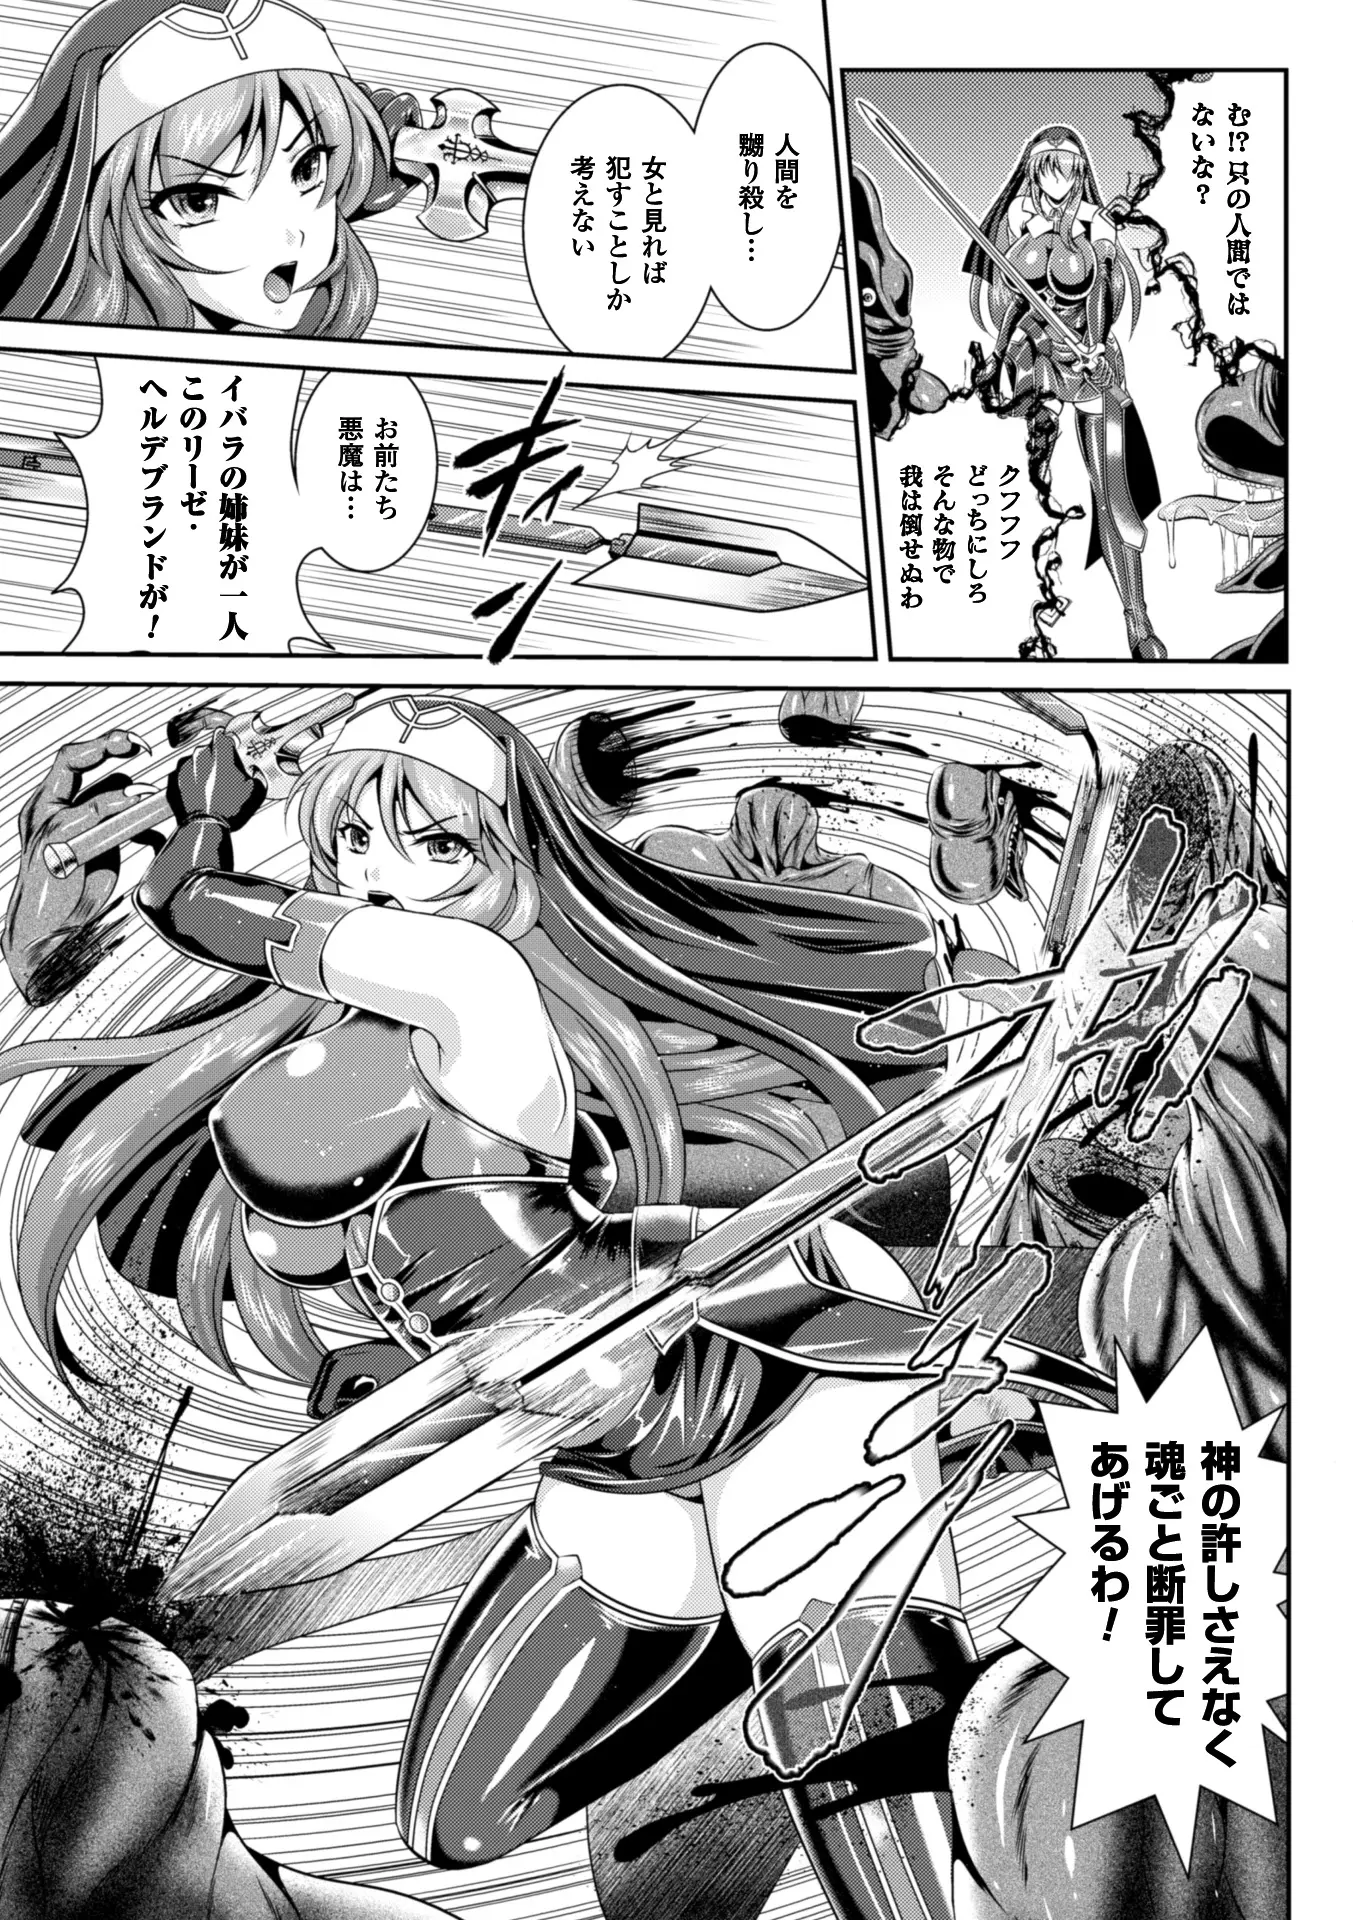 む!?只の人間では
ないな？
クフフフ
どっちにしろ
そんな物で
我は倒せぬわ
人間を
嬲り殺し…
女と見れば
犯すことしか
考えない
お前たち
悪魔は…
イバラの姉妹が一人
このリーゼ・
ヘルデブランドが！
神の許しさえなく
魂ごと断罪して
あげるわ！